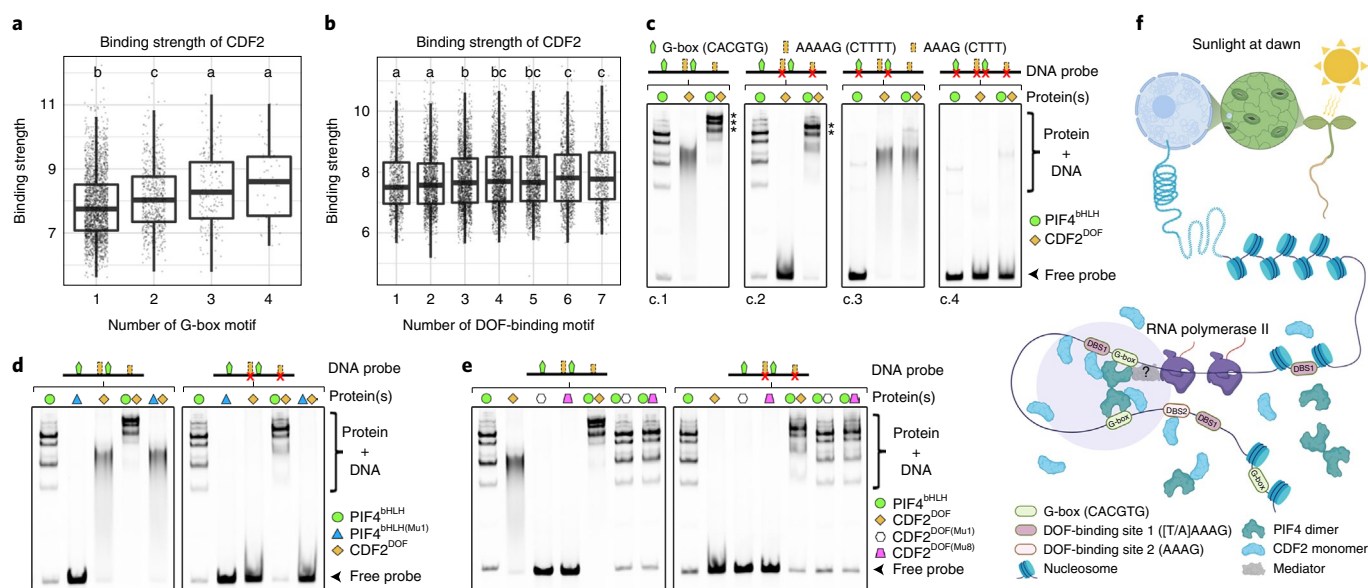 a
Binding strength of CDF2
b c a a
Binding strength
11
9
7
1 2 3 4
Number of G-box motif
b
Binding strength of CDF2
a a b bc bc c c
Binding strength
10
8
6
1 2 3 4 5 6 7
Number of DOF-binding motif
c
G-box (CACGTG) AAAAG (CTTTT) AAAG (CTTT)
DNA probe
Protein(s)
***
**
Protein
+
DNA
PIF4bHLH
CDF2DOF
Free probe
c.1 c.2 c.3 c.4
d
DNA probe
Protein(s)
Protein
+
DNA
PIF4bHLH
PIF4bHLH(Mu1)
CDF2DOF
Free probe
e
DNA probe
Protein(s)
Protein
+
DNA
PIF4bHLH
CDF2DOF
CDF2DOF(Mu1)
CDF2DOF(Mu8)
Free probe
f
Sunlight at dawn
RNA polymerase II
DBS1
G-box
?
DBS1
G-box
DBS2
DBS1
G-box
G-box (CACGTG)
DOF-binding site 1 ([T/A]AAAG)
DOF-binding site 2 (AAAG)
Nucleosome
PIF4 dimer
CDF2 monomer
Mediator